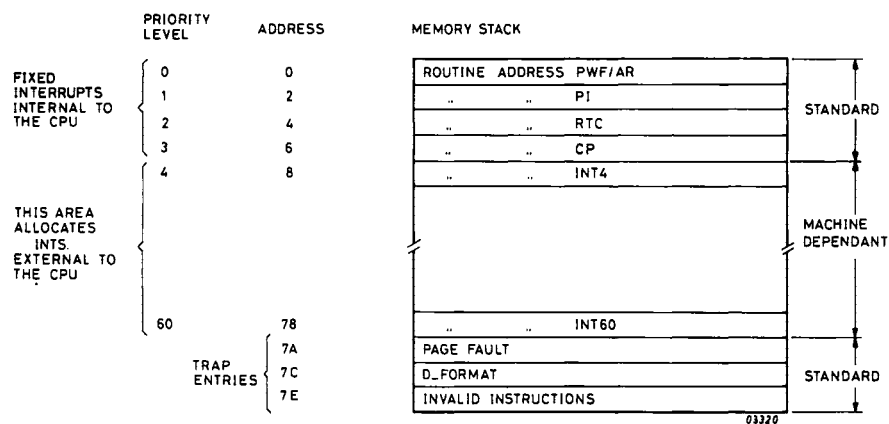 PRIORITY LEVEL ADDRESS MEMORY STACK
FIXED INTERRUPTS INTERNAL TO THE CPU
0 0 ROUTINE ADDRESS PWF/AR
1 2 ,, ,, PI
2 4 ,, ,, RTC
3 6 ,, ,, CP
STANDARD
4 8 ,, ,, INT4
THIS AREA ALLOCATES INTS. EXTERNAL TO THE CPU
MACHINE DEPENDANT
60 78 ,, ,, INT60
TRAP ENTRIES
7A PAGE FAULT
7C D_FORMAT
7E INVALID INSTRUCTIONS
STANDARD
03320